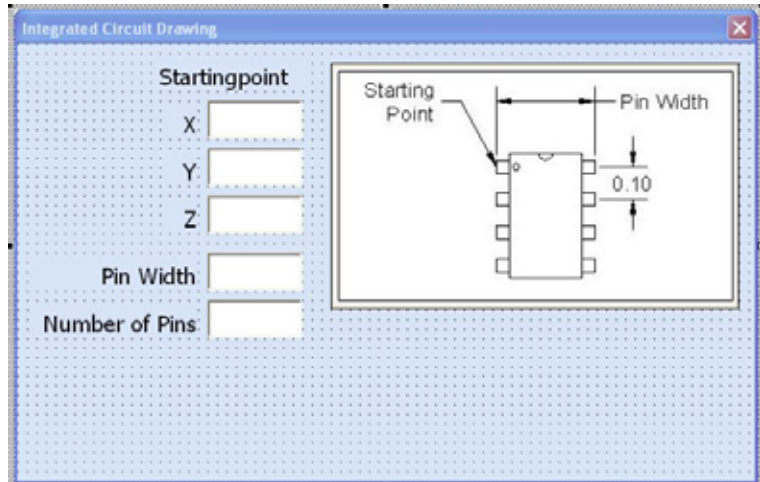 Integrated Circuit Drawing
Startingpoint
X
Y
Z
Pin Width
Number of Pins
Starting
Point
Pin Width
0.10